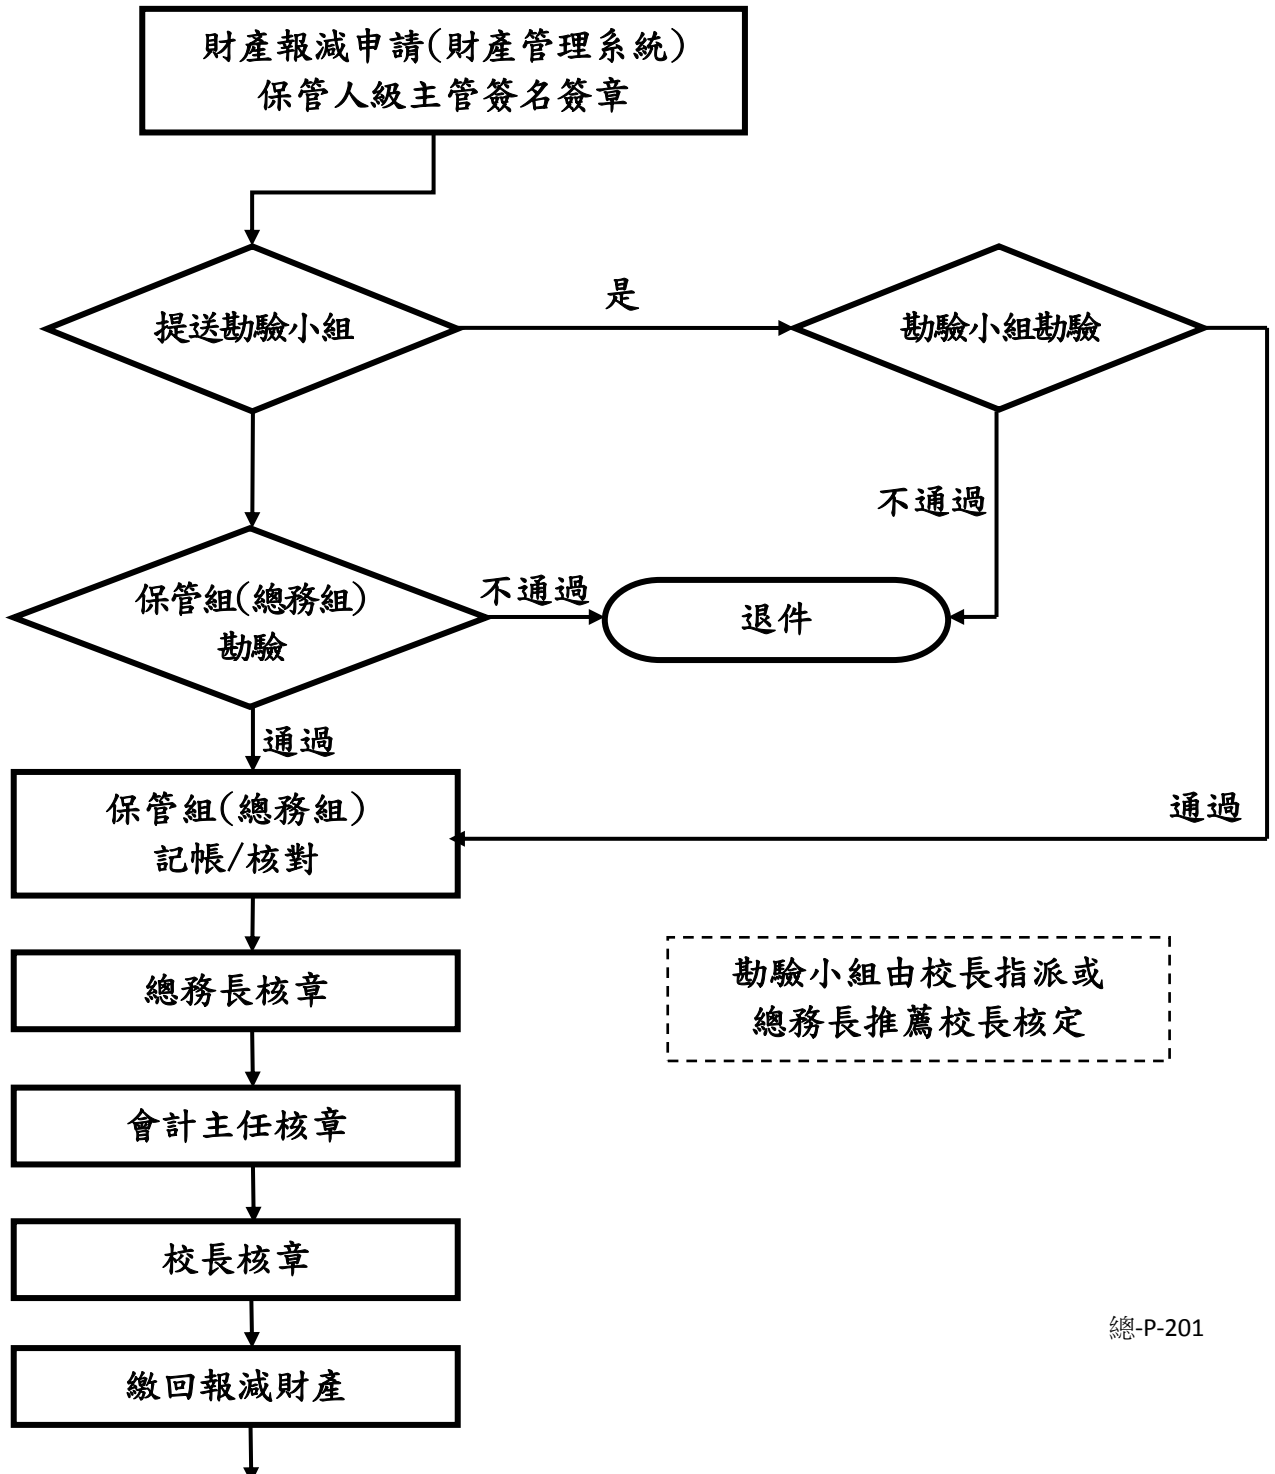 財產報減申請(財產管理系統)
保管人級主管簽名簽章
提送勘驗小組
是
勘驗小組勘驗
不通過
保管組(總務組)
勘驗
不通過
退件
通過
保管組(總務組)
記帳/核對
通過
總務長核章
勘驗小組由校長指派或
總務長推薦校長核定
會計主任核章
校長核章
總-P-201
繳回報減財產